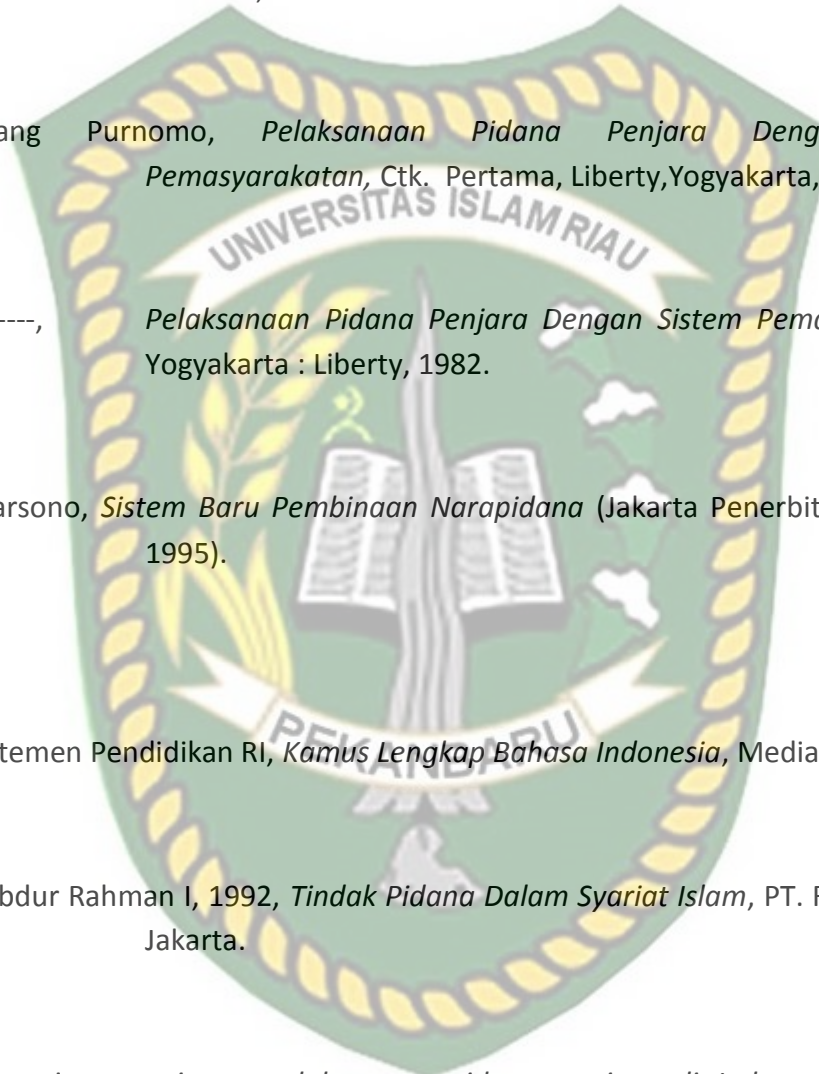 ang Purnomo, Pelaksanaan Pidana Penjara Deng
Pemasyarakatan, Ctk. Pertama, Liberty,Yogyakarta,
UNIVERSITAS ISLAM RIAU
----, Pelaksanaan Pidana Penjara Dengan Sistem Pema
Yogyakarta : Liberty, 1982.
arsono, Sistem Baru Pembinaan Narapidana (Jakarta Penerbit
1995).
PEKANBARU
temen Pendidikan RI, Kamus Lengkap Bahasa Indonesia, Media
bdur Rahman I, 1992, Tindak Pidana Dalam Syariat Islam, PT. R
Jakarta.